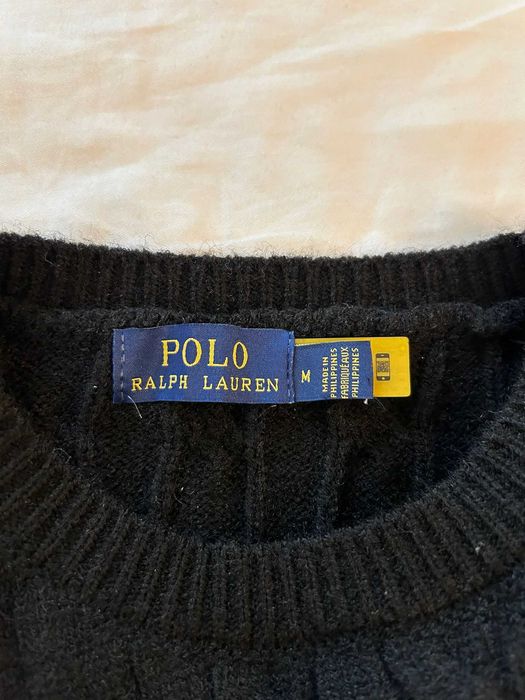 POLO
RALPH LAUREN
M
MADE IN
PHILIPPINES
FABRIQUÉ AUX
PHILIPPINES